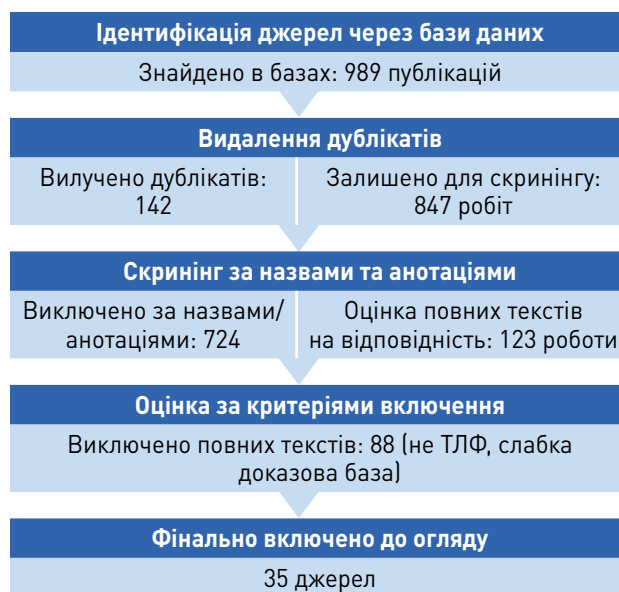 Ідентифікація джерел через бази даних
Знайдено в базах: 989 публікацій
Видалення дублікатів
Вилучено дублікатів:
142
Залишено для скринінгу:
847 робіт
Скринінг за назвами та анотаціями
Виключено за назвами/
анотаціями: 724
Оцінка повних текстів
на відповідність: 123 роботи
Оцінка за критеріями включення
Виключено повних текстів: 88 (не ТЛФ, слабка
доказова база)
Фінально включено до огляду
35 джерел